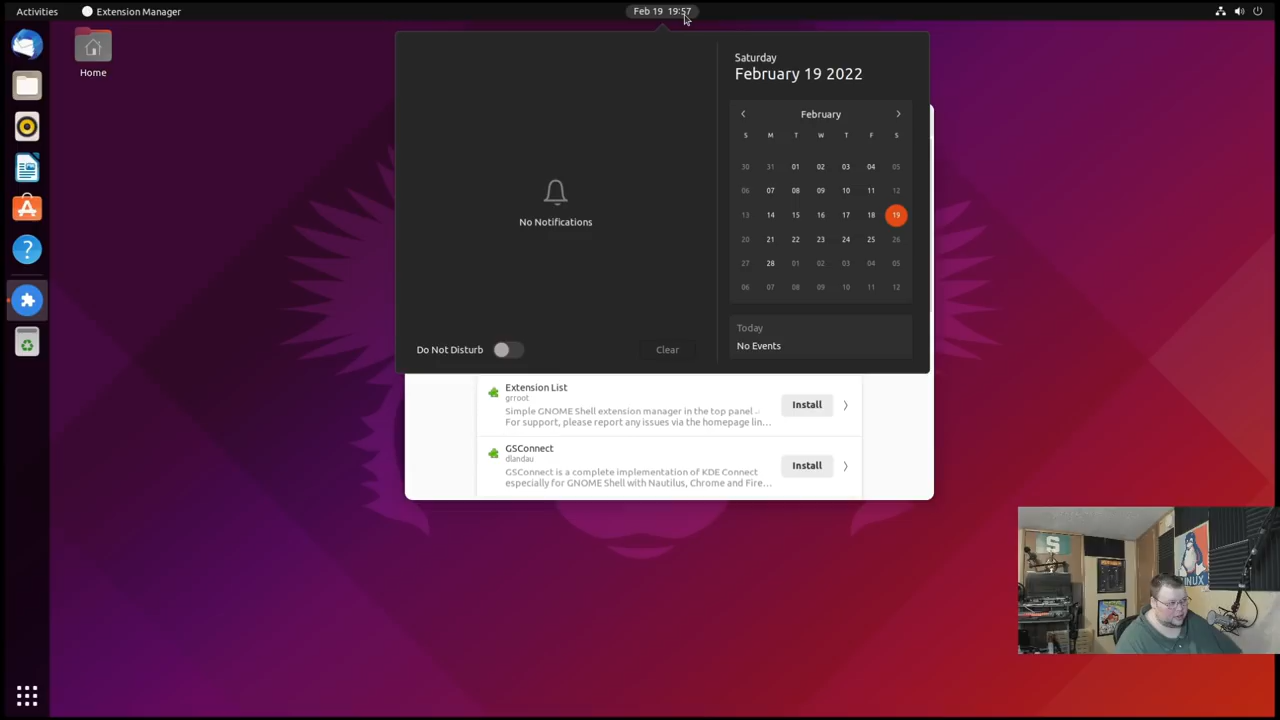 Activities
Extension Manager
Feb 19 19:57
Home
No Notifications
Do Not Disturb
Clear
Saturday
February 19 2022
February
S M T W T F S
30 31 01 02 03 04 05
06 07 08 09 10 11 12
13 14 15 16 17 18 19
20 21 22 23 24 25 26
27 28 01 02 03 04 05
06 07 08 09 10 11 12
Today
No Events
Extension List
grroot
Simple GNOME Shell extension manager in the top panel
For support, please report any issues via the homepage lin...
Install
GSConnect
dlandau
GSConnect is a complete implementation of KDE Connect
especially for GNOME Shell with Nautilus, Chrome and Fire...
Install
S
LINUX